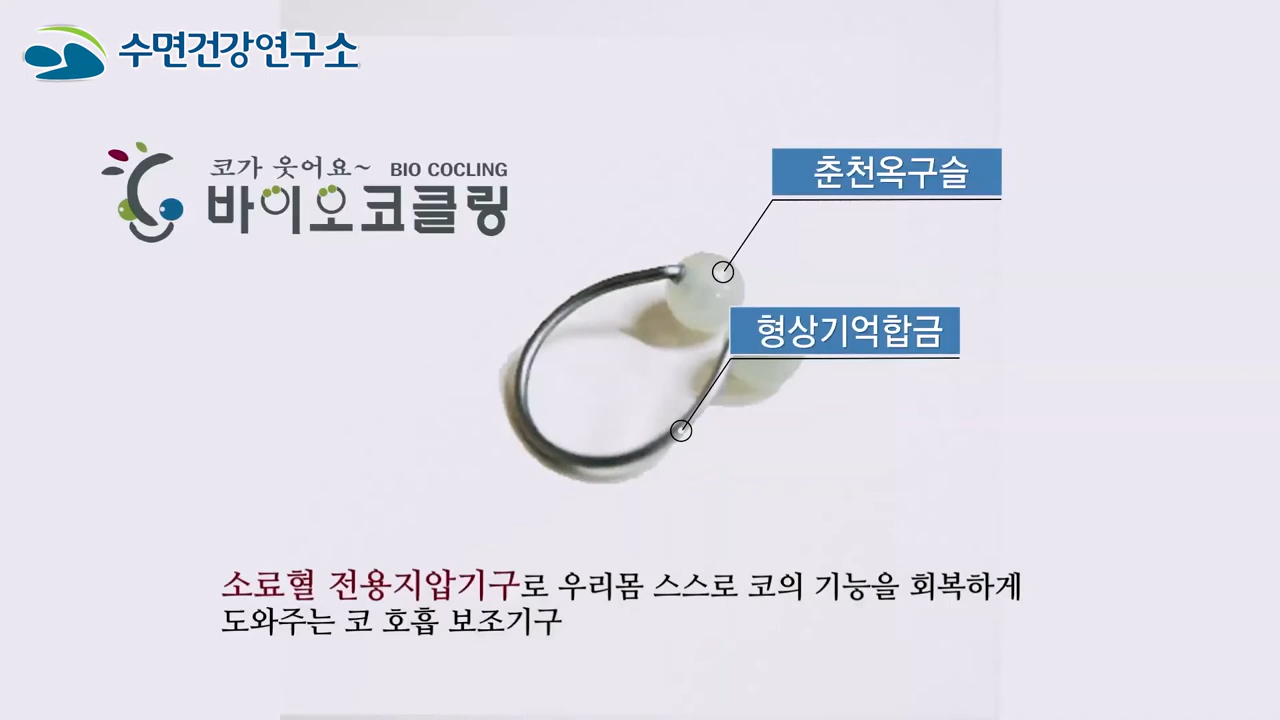 수면건강연구소
코가 웃어요~ BIO COCLING
바이오코클링
춘천옥구슬
형상기억합금
소료혈 전용지압기구로 우리몸 스스로 코의 기능을 회복하게
도와주는 코 호흡 보조기구